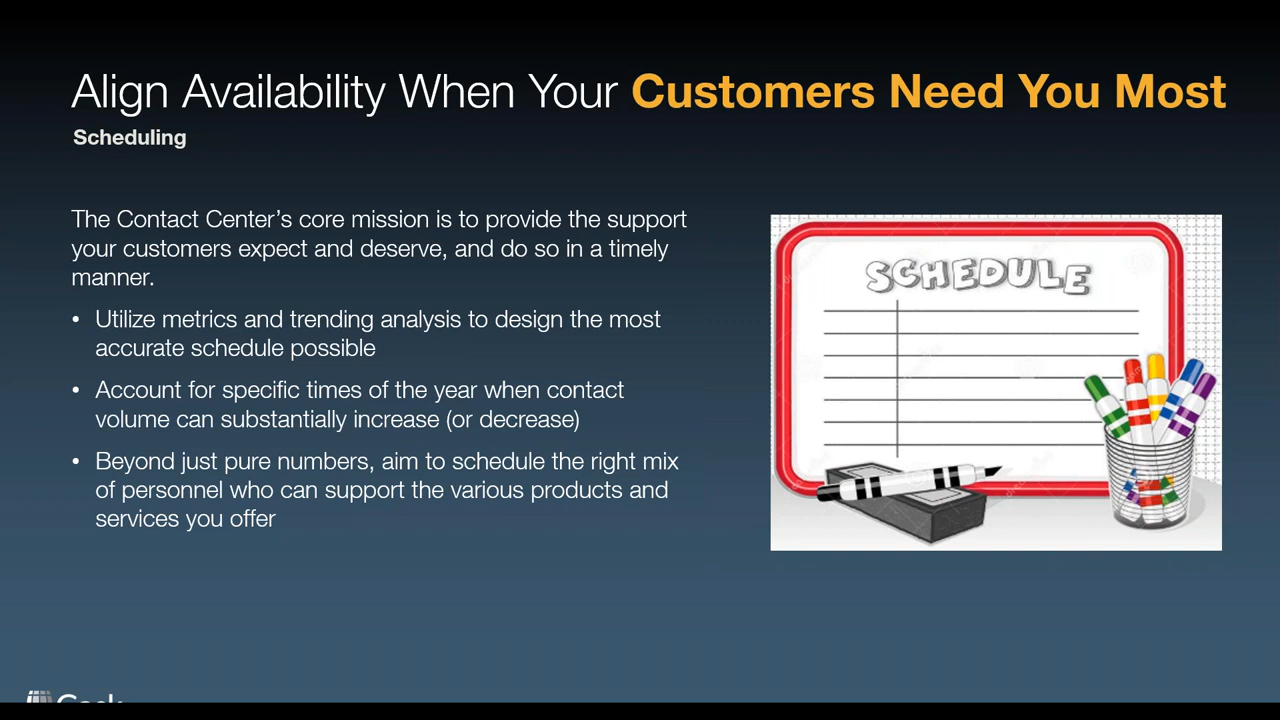 Align Availability When Your Customers Need You Most
Scheduling
The Contact Center's core mission is to provide the support
your customers expect and deserve, and do so in a timely
manner.
• Utilize metrics and trending analysis to design the most
accurate schedule possible
• Account for specific times of the year when contact
volume can substantially increase (or decrease)
• Beyond just pure numbers, aim to schedule the right mix
of personnel who can support the various products and
services you offer
SCHEDULE